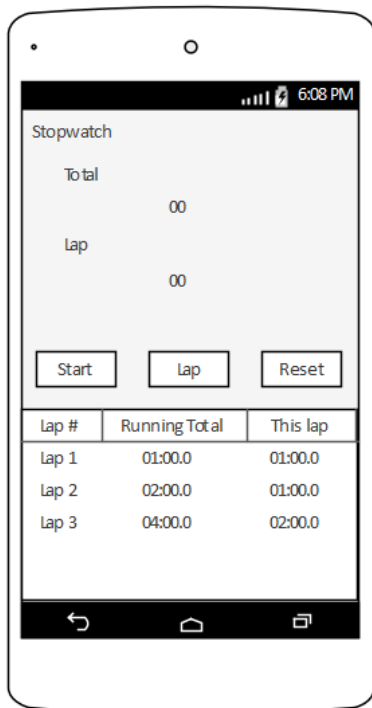 6:08 PM
Stopwatch
Total
00
Lap
00
Start Lap Reset
Lap # Running Total This lap
Lap 1 01:00.0 01:00.0
Lap 2 02:00.0 01:00.0
Lap 3 04:00.0 02:00.0